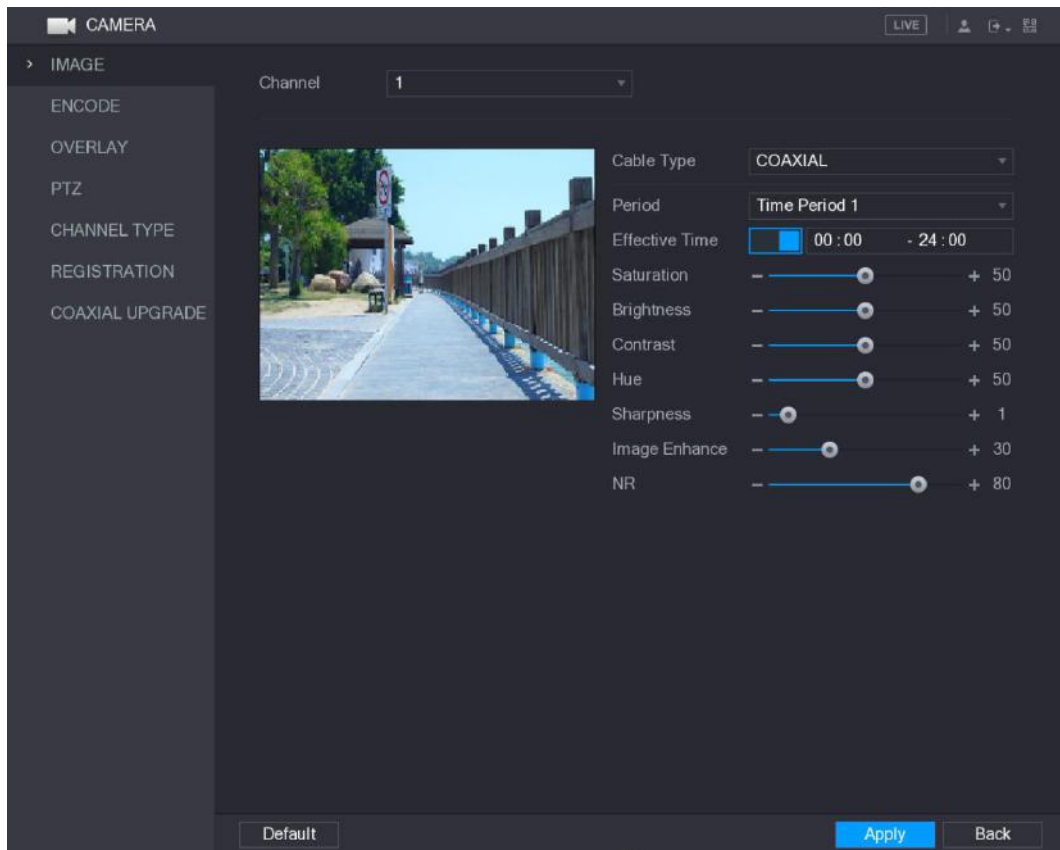 CAMERA
LIVE
IMAGE
ENCODE
OVERLAY
PTZ
CHANNEL TYPE
REGISTRATION
COAXIAL UPGRADE
Channel 1
Cable Type COAXIAL
Period Time Period 1
Effective Time 00 : 00 - 24 : 00
Saturation 50
Brightness 50
Contrast 50
Hue 50
Sharpness 1
Image Enhance 30
NR 80
Default Apply Back